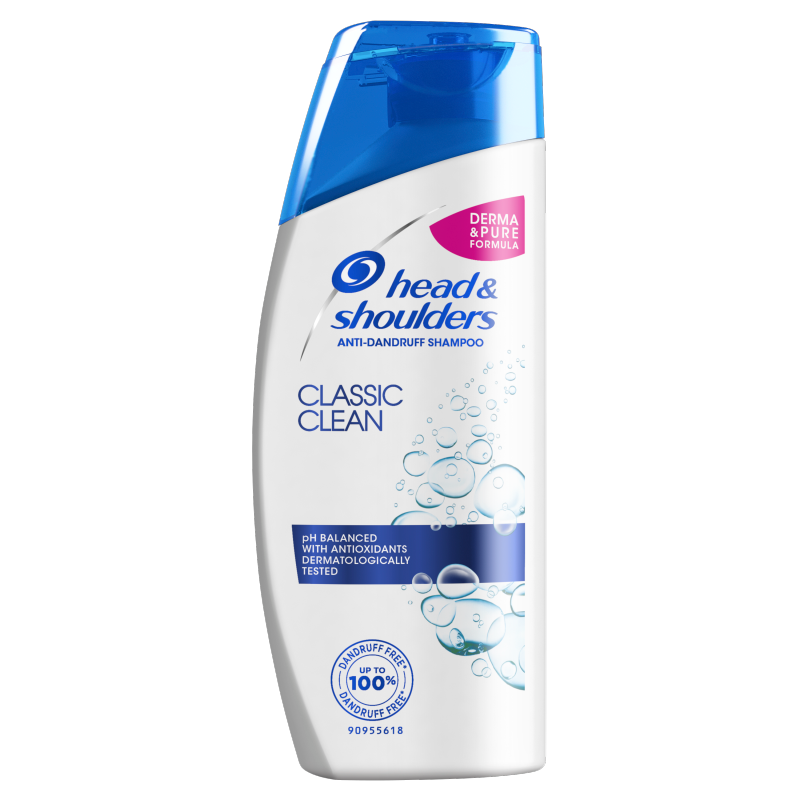 DERMA
&PURE
FORMULA
head &
shoulders
ANTI-DANDRUFF SHAMPOO
CLASSIC
CLEAN
pH BALANCED
WITH ANTIOXIDANTS
DERMATOLOGICALLY
TESTED
DANDRUFF FREE*
UP TO
100%
DANDRUFF FREE*
90955618